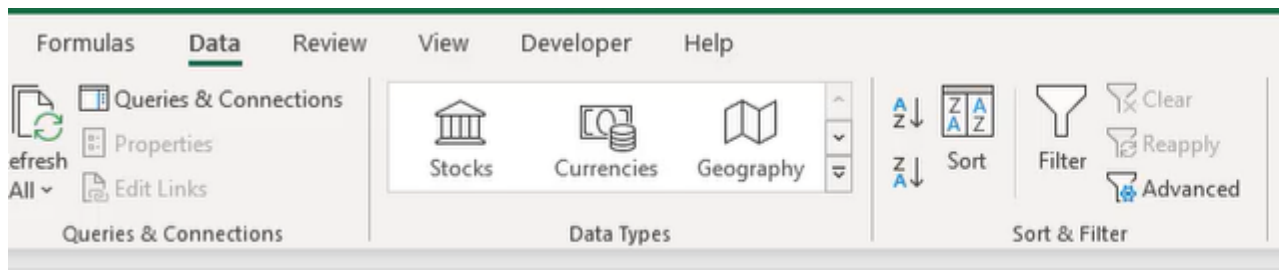 Formulas Data Review View Developer Help
Queries & Connections
Properties
efresh
All
Edit Links
Queries & Connections
Stocks Currencies Geography
Data Types
A
Z
Z
A
Z A
A Z
Sort
Filter
Clear
Reapply
Advanced
Sort & Filter